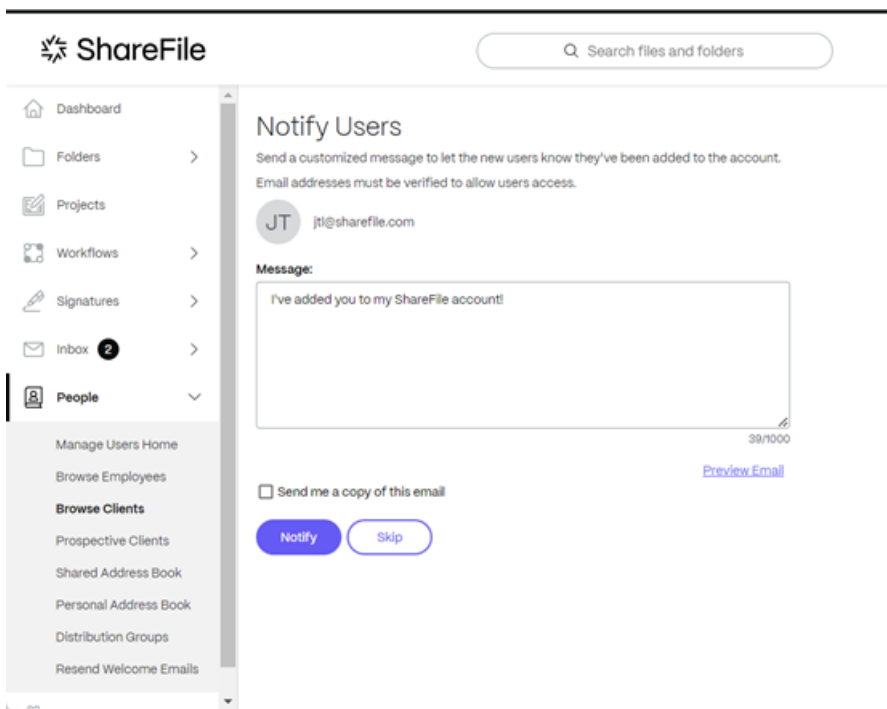 ShareFile
Search files and folders
Dashboard
Folders
Projects
Workflows
Signatures
Inbox 2
People
Manage Users Home
Browse Employees
Browse Clients
Prospective Clients
Shared Address Book
Personal Address Book
Distribution Groups
Resend Welcome Emails
Notify Users
Send a customized message to let the new users know they've been added to the account.
Email addresses must be verified to allow users access.
JT jtl@sharefile.com
Message:
I've added you to my ShareFile account!
39/1000
Preview Email
Send me a copy of this email
Notify Skip